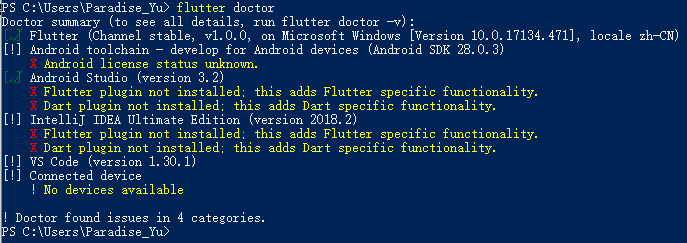 PS C:\Users\Paradise_Yu> flutter doctor
Doctor summary (to see all details, run flutter doctor -v):
[√] Flutter (Channel stable, v1.0.0, on Microsoft Windows [Version 10.0.17134.471], locale zh-CN)
[!] Android toolchain - develop for Android devices (Android SDK 28.0.3)
    X Android license status unknown.
[√] Android Studio (version 3.2)
    X Flutter plugin not installed; this adds Flutter specific functionality.
    X Dart plugin not installed; this adds Dart specific functionality.
[!] IntelliJ IDEA Ultimate Edition (version 2018.2)
    X Flutter plugin not installed; this adds Flutter specific functionality.
    X Dart plugin not installed; this adds Dart specific functionality.
[!] VS Code (version 1.30.1)
[!] Connected device
    ! No devices available
! Doctor found issues in 4 categories.
PS C:\Users\Paradise_Yu>